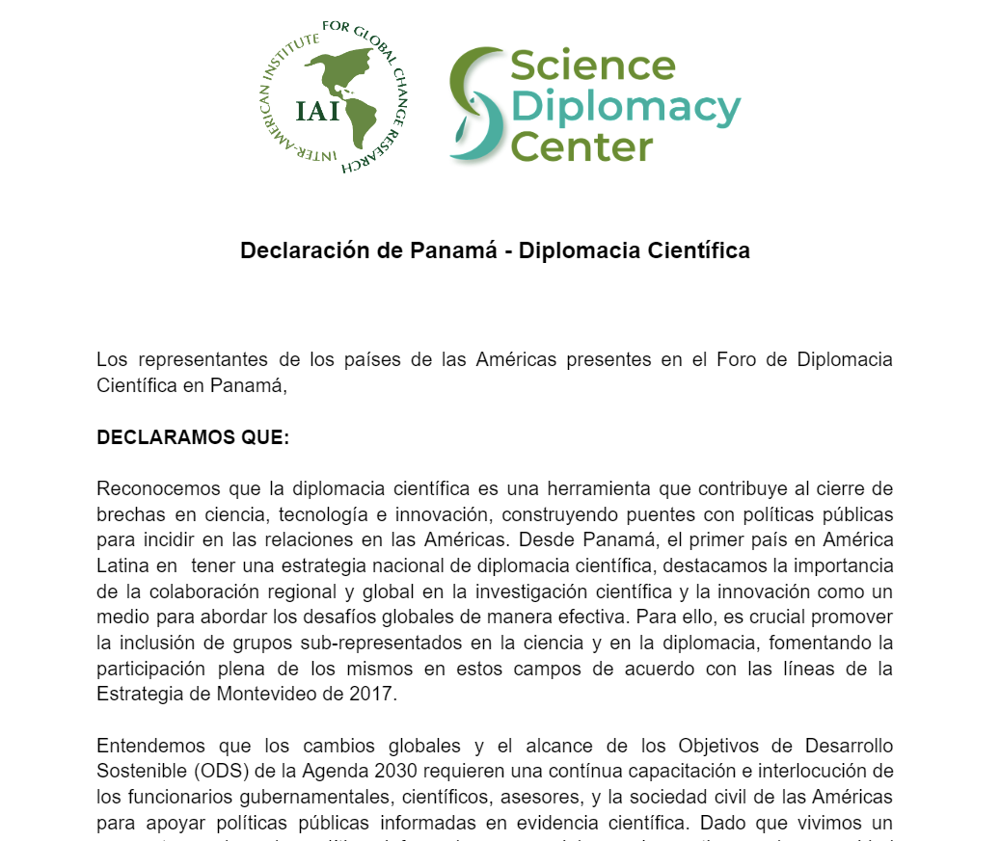 INTER-AMERICAN INSTITUTE FOR GLOBAL CHANGE RESEARCH
IAI
Science
Diplomacy
Center
Declaración de Panamá - Diplomacia Científica
Los representantes de los países de las Américas presentes en el Foro de Diplomacia
Científica en Panamá,
DECLARAMOS QUE:
Reconocemos que la diplomacia científica es una herramienta que contribuye al cierre de
brechas en ciencia, tecnología e innovación, construyendo puentes con políticas públicas
para incidir en las relaciones en las Américas. Desde Panamá, el primer país en América
Latina en  tener una estrategia nacional de diplomacia científica, destacamos la importancia
de la colaboración regional y global en la investigación científica y la innovación como un
medio para abordar los desafíos globales de manera efectiva. Para ello, es crucial promover
la inclusión de grupos sub-representados en la ciencia y en la diplomacia, fomentando la
participación plena de los mismos en estos campos de acuerdo con las líneas de la
Estrategia de Montevideo de 2017.
Entendemos que los cambios globales y el alcance de los Objetivos de Desarrollo
Sostenible (ODS) de la Agenda 2030 requieren una contínua capacitación e interlocución de
los funcionarios gubernamentales, científicos, asesores, y la sociedad civil de las Américas
para apoyar políticas públicas informadas en evidencia científica. Dado que vivimos un